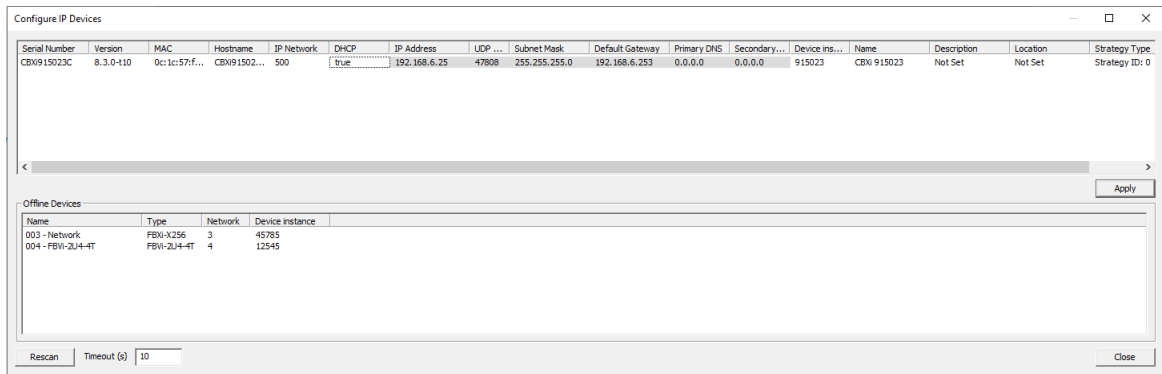 Configure IP Devices
Serial Number Version MAC Hostname IP Network DHCP IP Address UDP ... Subnet Mask Default Gateway Primary DNS Secondary... Device ins... Name Description Location Strategy Type
CBXi915023C 8.3.0-t10 0c:1c:57:f... CBXi91502... 500 true 192.168.6.25 47808 255.255.255.0 192.168.6.253 0.0.0.0 0.0.0.0 915023 CBXi 915023 Not Set Not Set Strategy ID: 0
Apply
Offline Devices
Name Type Network Device instance
003 - Network FBXi-X256 3 45785
004 - FBVi-2U4-4T FBVi-2U4-4T 4 12545
Rescan Timeout (s) 10 Close